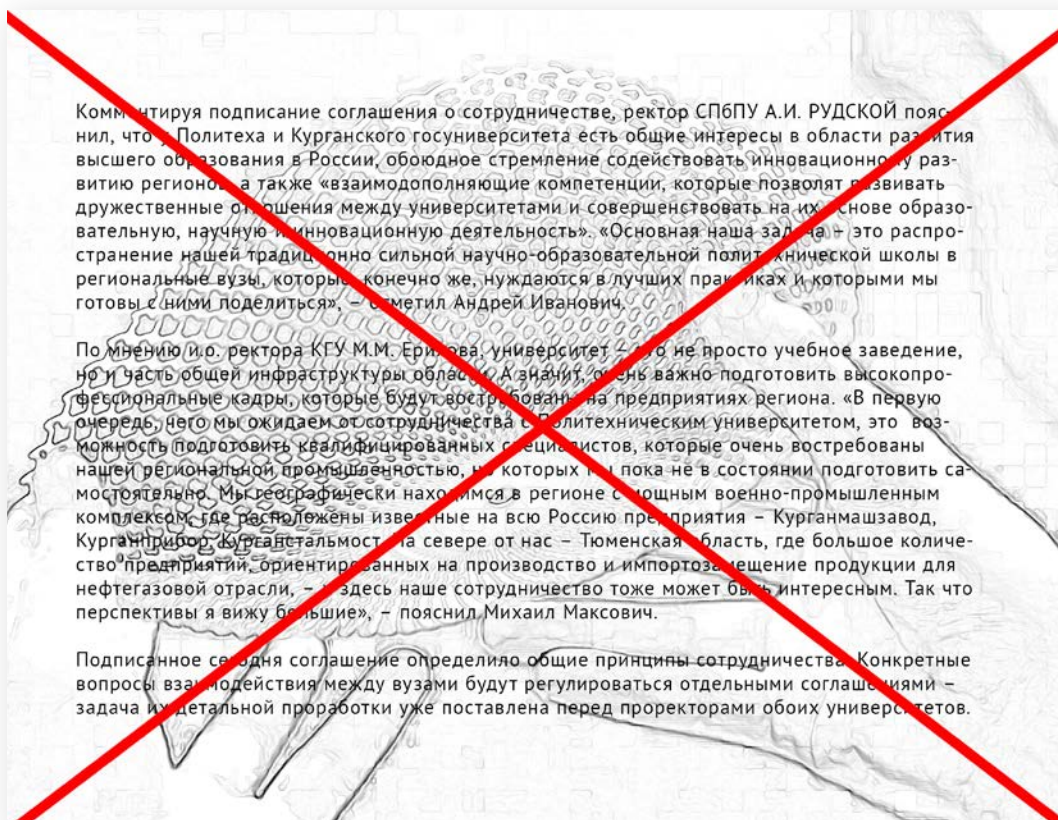 Комментируя подписание соглашения о сотрудничестве, ректор СПбПУ А.И. РУДСКОЙ пояс-
нил, что у Политеха и Курганского госуниверситета есть общие интересы в области развития
высшего образования в России, обоюдное стремление содействовать инновационному раз-
витию регионов, а также «взаимодополняющие компетенции, которые позволят развивать
дружественные отношения между университетами и совершенствовать на их основе образо-
вательную, научную и инновационную деятельность». «Основная наша задача – это распро-
странение нашей традиционно сильной научно-образовательной политехнической школы в
региональные вузы, которые, конечно же, нуждаются в лучших практиках и которыми мы
готовы с ними поделиться», – отметил Андрей Иванович.
По мнению и.о. ректора КГУ М.М. университет – это не просто учебное заведение,
но и часть общей инфраструктуры области. А значит, очень важно подготовить высокопро-
фессиональные кадры, которые будут востребованы на предприятиях региона. «В первую
очередь, чего мы ожидаем от сотрудничества с Политехническим университетом, это воз-
можность подготовить квалифицированных специалистов, которые очень востребованы
нашей региональной промышленностью, но которых мы пока не в состоянии подготовить са-
мостоятельно. Мы географически находимся в регионе с мощным военно-промышленным
комплексом, где расположены известные на всю Россию предприятия – Курганмашзавод,
Курганприбор, Курганстальмост. На севере от нас – Тюменская область, где большое количе-
ство предприятий, ориентированных на производство и импортозамещение продукции для
нефтегазовой отрасли, – и здесь наше сотрудничество тоже может быть интересным. Так что
перспективы я вижу большие», – пояснил Михаил Максович.
Подписанное сегодня соглашение определило общие принципы сотрудничества. Конкретные
вопросы взаимодействия между вузами будут регулироваться отдельными соглашениями –
задача их детальной проработки уже поставлена перед проректорами обоих университетов.